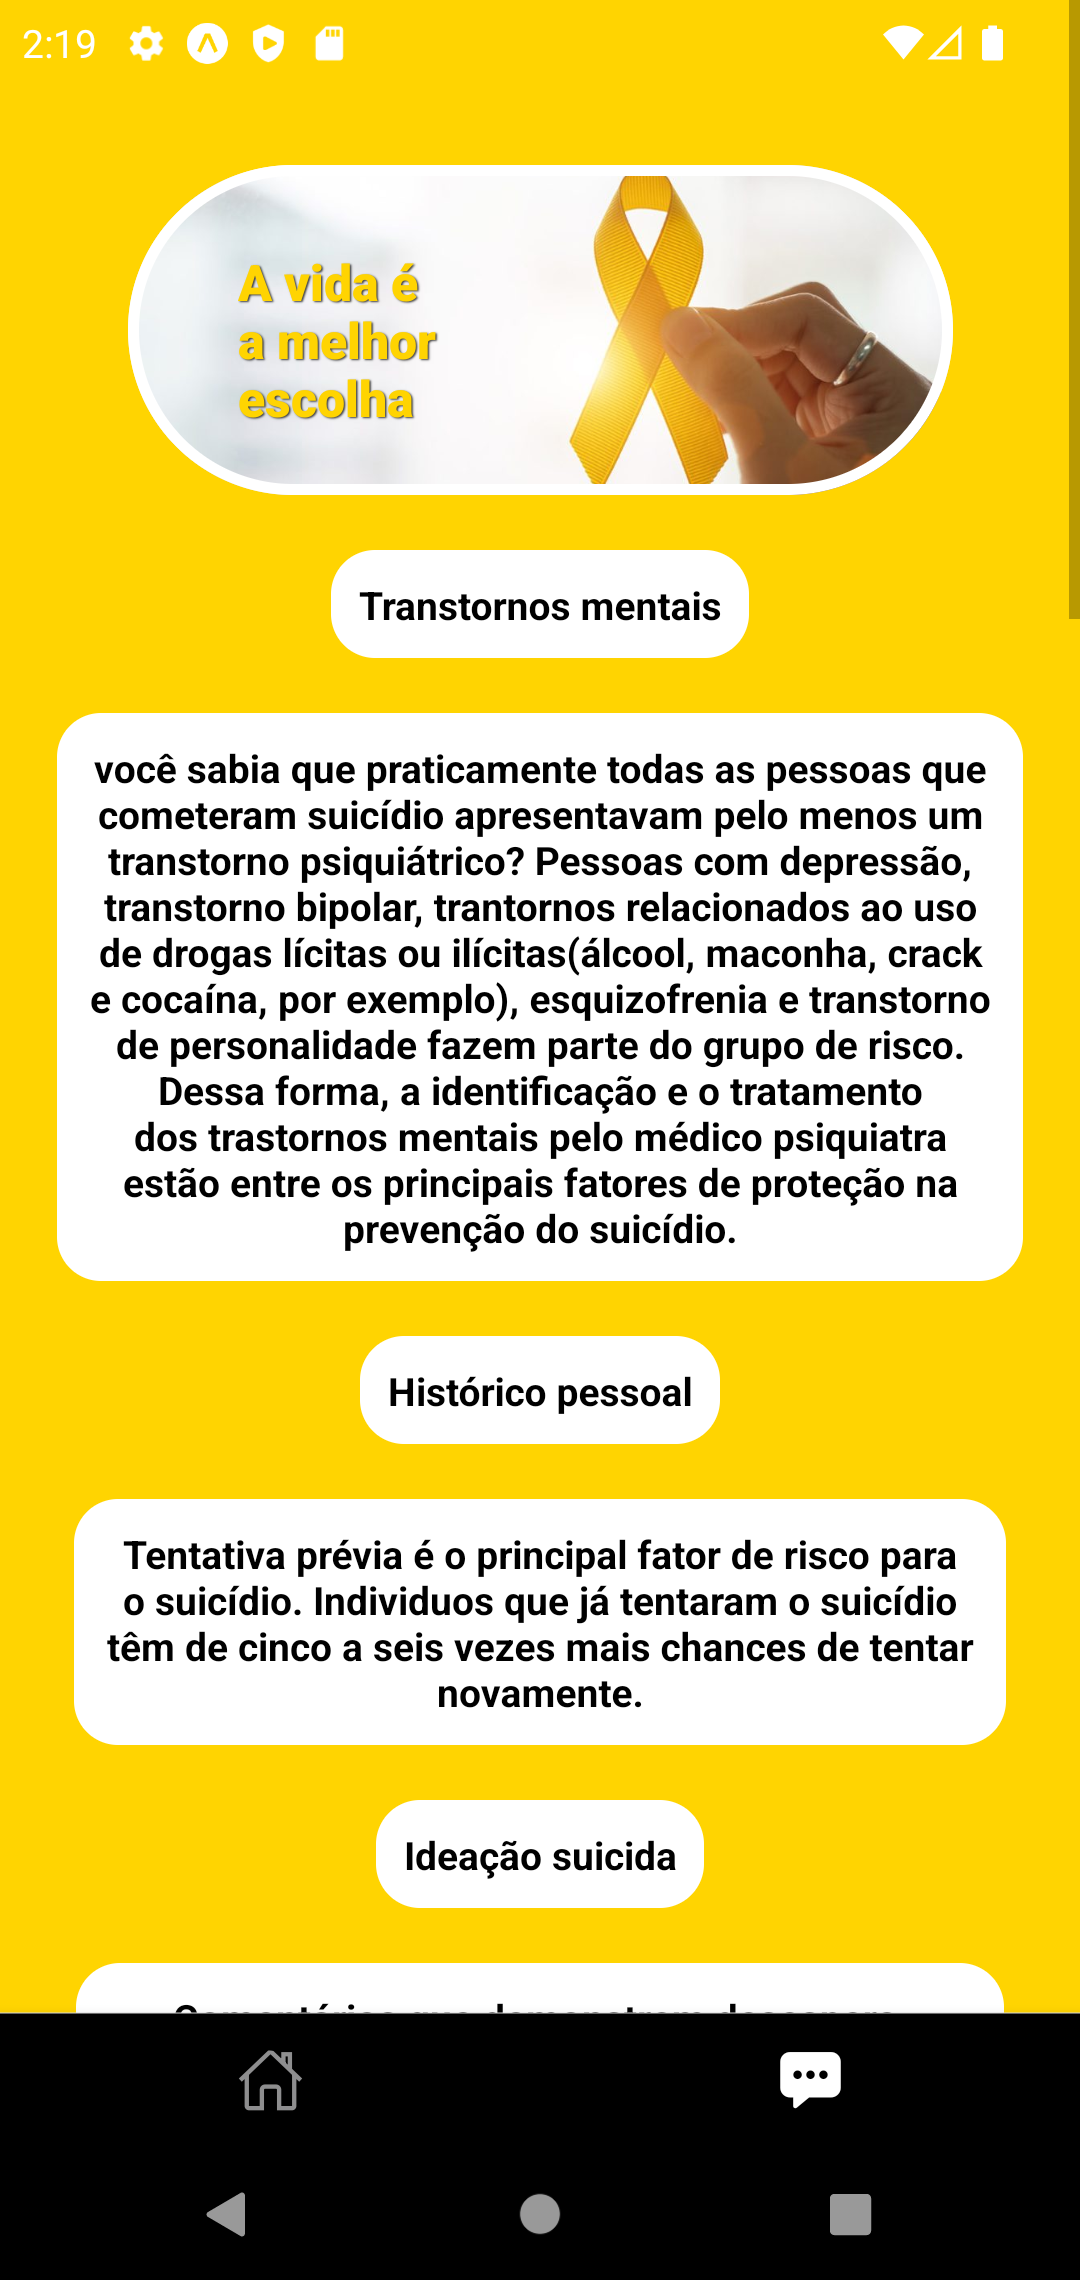 2:19
A vida é
a melhor
escolha
Transtornos mentais
você sabia que praticamente todas as pessoas que
cometeram suicídio apresentavam pelo menos um
transtorno psiquiátrico? Pessoas com depressão,
transtorno bipolar, trantornos relacionados ao uso
de drogas lícitas ou ilícitas(álcool, maconha, crack
e cocaína, por exemplo), esquizofrenia e transtorno
de personalidade fazem parte do grupo de risco.
Dessa forma, a identificação e o tratamento
dos trastornos mentais pelo médico psiquiatra
estão entre os principais fatores de proteção na
prevenção do suicídio.
Histórico pessoal
Tentativa prévia é o principal fator de risco para
o suicídio. Individuos que já tentaram o suicídio
têm de cinco a seis vezes mais chances de tentar
novamente.
Ideação suicida